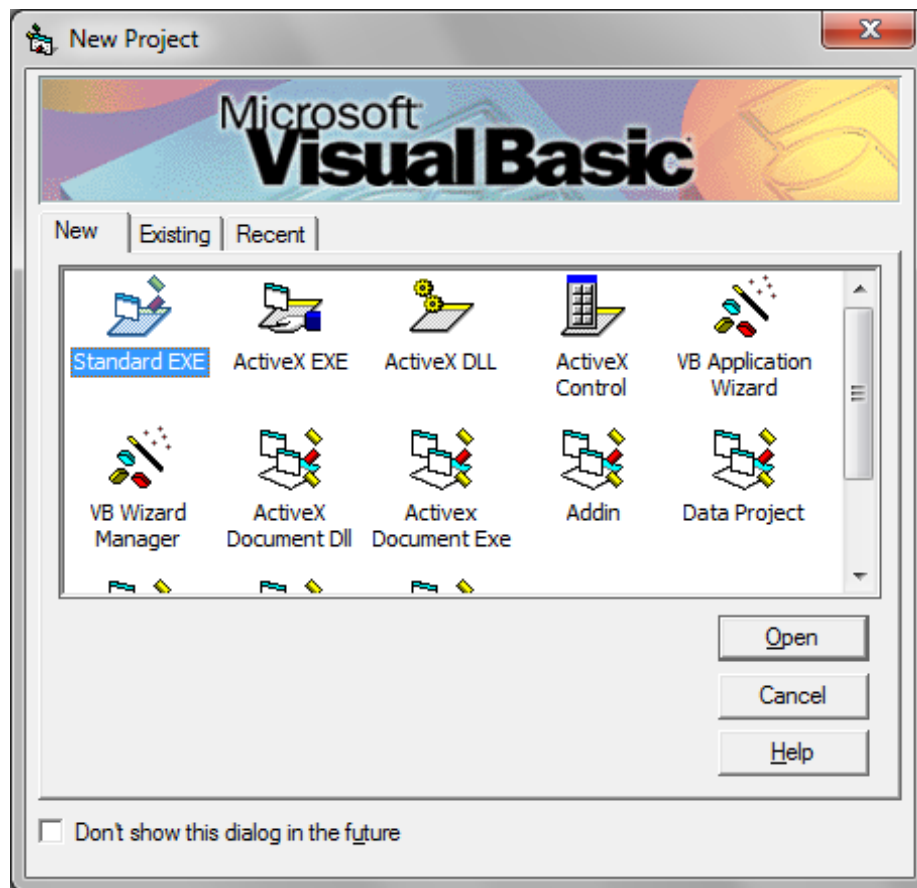 New Project
Microsoft
Visual Basic
New Existing Recent
Standard EXE ActiveX EXE ActiveX DLL ActiveX Control VB Application Wizard
VB Wizard Manager ActiveX Document Dll Activex Document Exe Addin Data Project
Open
Cancel
Help
Don't show this dialog in the future